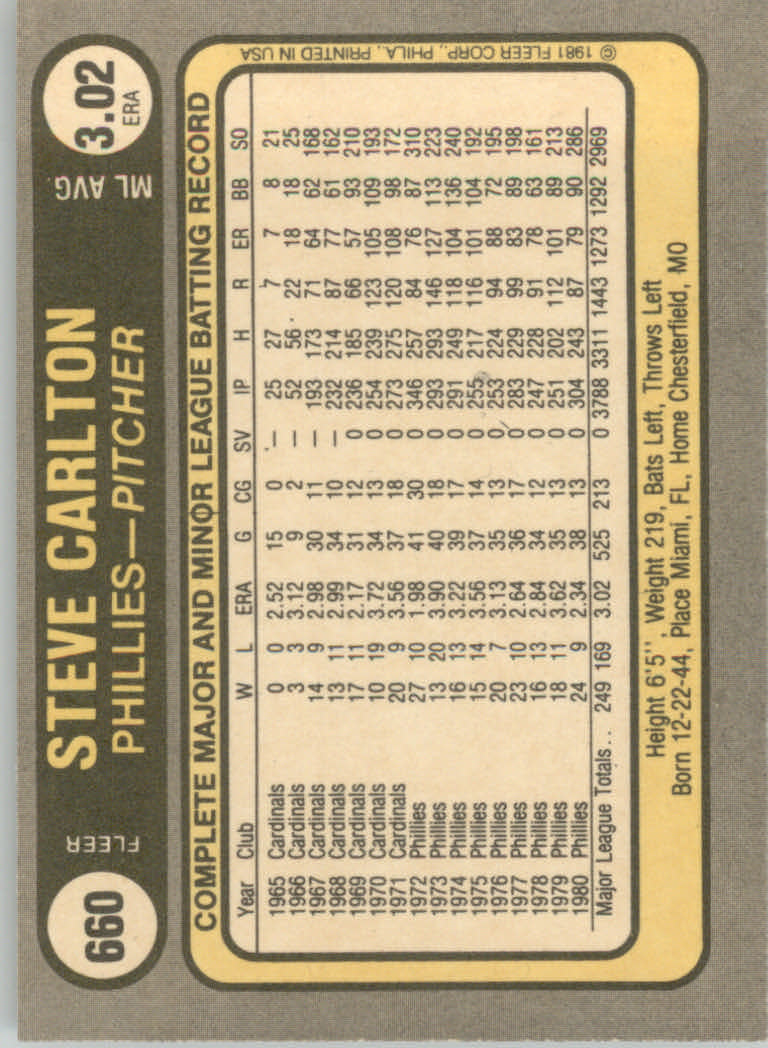 660 FLEER STEVE CARLTON ML AVG. 3.02
PHILLIES—PITCHER ERA
COMPLETE MAJOR AND MINOR LEAGUE BATTING RECORD
Year Club W L ERA G CG SV IP H R ER BB SO
1965 Cardinals 0 0 2.52 15 0 — 25 27 7 7 8 21
1966 Cardinals 3 3 3.12 9 2 — 52 56 22 18 18 25
1967 Cardinals 14 9 2.98 30 11 — 193 173 71 64 62 168
1968 Cardinals 13 11 2.99 34 10 — 232 214 87 77 61 162
1969 Cardinals 17 11 2.17 31 12 0 236 185 66 57 93 210
1970 Cardinals 10 19 3.72 34 13 0 254 239 123 105 109 193
1971 Cardinals 20 9 3.56 37 18 0 273 275 120 108 98 172
1972 Phillies 27 10 1.98 41 30 0 346 257 84 76 87 310
1973 Phillies 13 20 3.90 40 18 0 293 293 146 127 113 223
1974 Phillies 16 13 3.22 39 17 0 291 249 118 104 136 240
1975 Phillies 15 14 3.56 37 14 0 255 217 116 101 104 192
1976 Phillies 20 7 3.13 35 13 0 253 224 94 88 72 195
1977 Phillies 23 10 2.64 36 17 0 283 229 99 83 89 198
1978 Phillies 16 13 2.84 34 12 0 247 228 91 78 63 161
1979 Phillies 18 11 3.62 35 13 0 251 202 112 101 89 213
1980 Phillies 24 9 2.34 38 13 0 304 243 87 79 90 286
Major League Totals . . 249 169 3.02 525 213 0 3788 3311 1443 1273 1292 2969
Height 6'5'', Weight 219, Bats Left, Throws Left
Born 12-22-44, Place Miami, FL, Home Chesterfield, MO
© 1981 FLEER CORP., PHILA., PRINTED IN USA